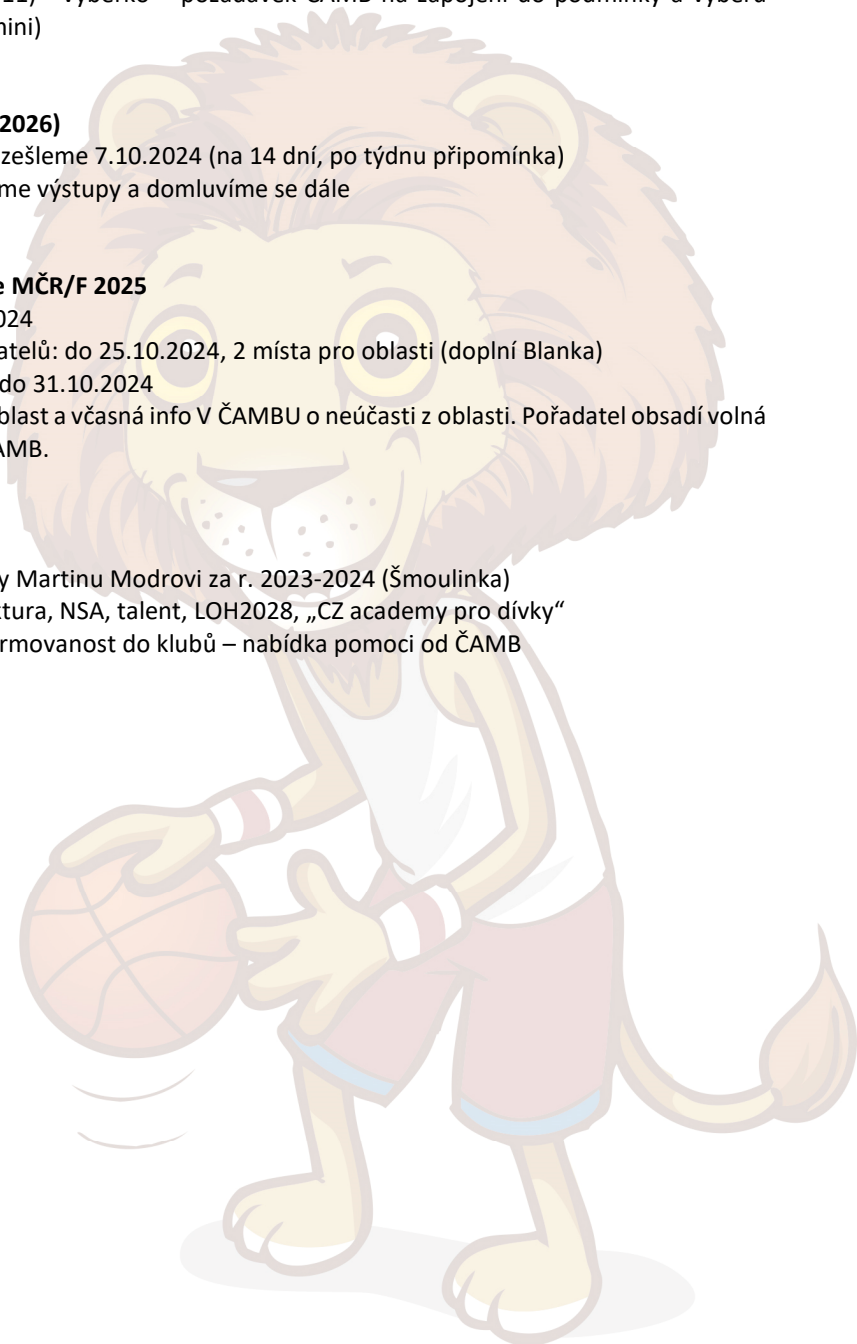 výběrko – požadavek ČAMB na zapojení do podmínky a výběru
mini)
2026)
zešleme 7.10.2024 (na 14 dní, po týdnu připomínka)
me výstupy a domluvíme se dále
e MČR/F 2025
024
atelů: do 25.10.2024, 2 místa pro oblasti (doplní Blanka)
do 31.10.2024
blast a včasná info V ČAMBU o neúčasti z oblasti. Pořadatel obsadí volná
AMB.
y Martinu Modrovi za r. 2023-2024 (Šmoulinka)
ktura, NSA, talent, LOH2028, „CZ academy pro dívky“
rmovanost do klubů – nabídka pomoci od ČAMB